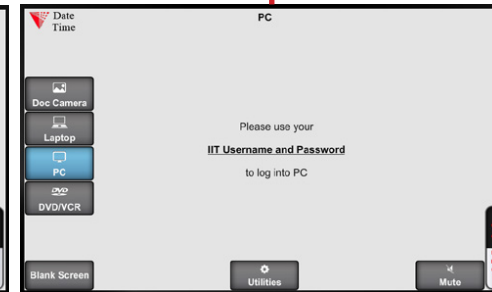 Date
Time
PC
Doc Camera
Laptop
PC
DVD
DVD/VCR
Please use your
IIT Username and Password
to log into PC
Blank Screen
Utilities
Mute